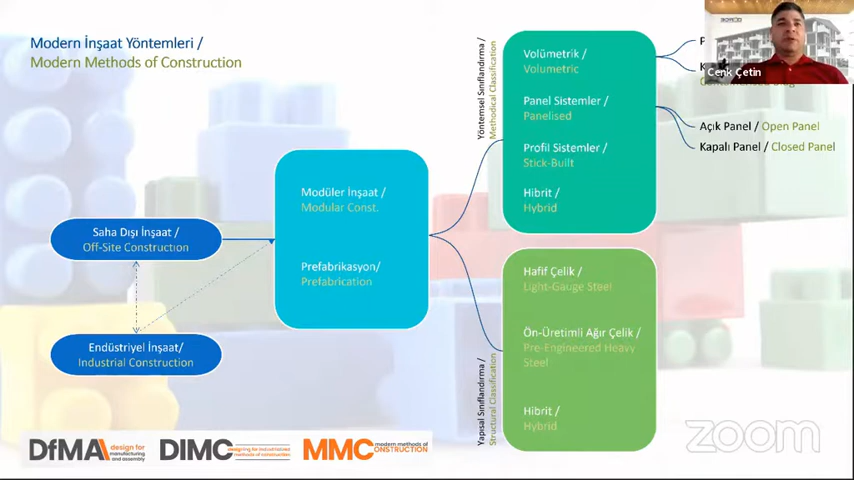 Modern İnşaat Yöntemleri /
Modern Methods of Construction
Saha Dışı İnşaat /
Off-Site Construction
Endüstriyel İnşaat/
Industrial Construction
Modüler İnşaat /
Modular Const.
Prefabrikasyon/
Prefabrication
Yöntemsel Sınıflandırma /
Methodical Classification
Volümetrik /
Volumetric
Panel Sistemler /
Panelised
Profil Sistemler /
Stick-Built
Hibrit /
Hybrid
Açık Panel / Open Panel
Kapalı Panel / Closed Panel
Yapısal Sınıflandırma /
Structural Classification
Hafif Çelik /
Light-Gauge Steel
Ön-Üretimli Ağır Çelik /
Pre-Engineered Heavy
Steel
Hibrit /
Hybrid
Cenk Çetin
DfMA design for
manufacturing
and assembly
DIMC designing for industrialized
methods of construction
MMC modern methods of
CONSTRUCTION
zoom